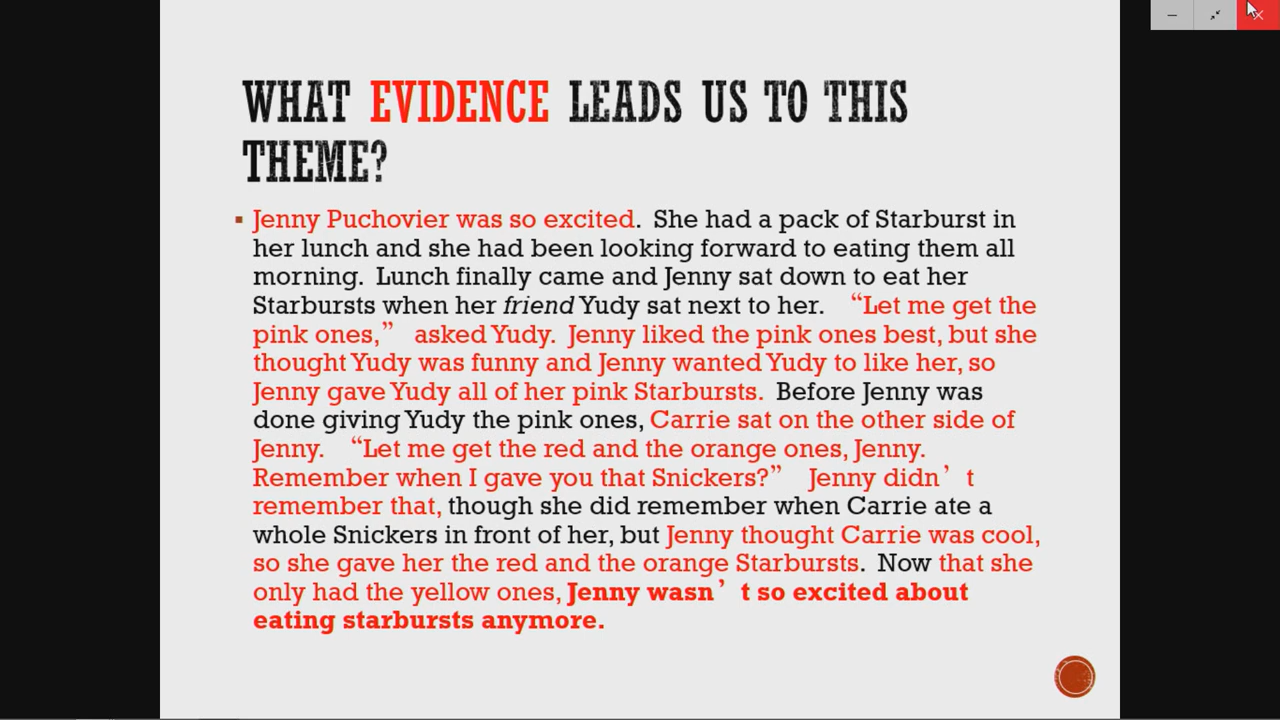 WHAT EVIDENCE LEADS US TO THIS
THEME?
Jenny Puchovier was so excited. She had a pack of Starburst in
her lunch and she had been looking forward to eating them all
morning. Lunch finally came and Jenny sat down to eat her
Starbursts when her friend Yudy sat next to her. “Let me get the
pink ones,” asked Yudy. Jenny liked the pink ones best, but she
thought Yudy was funny and Jenny wanted Yudy to like her, so
Jenny gave Yudy all of her pink Starbursts. Before Jenny was
done giving Yudy the pink ones, Carrie sat on the other side of
Jenny. “Let me get the red and the orange ones, Jenny.
Remember when I gave you that Snickers?” Jenny didn’t
remember that, though she did remember when Carrie ate a
whole Snickers in front of her, but Jenny thought Carrie was cool,
so she gave her the red and the orange Starbursts. Now that she
only had the yellow ones, Jenny wasn’t so excited about
eating starbursts anymore.